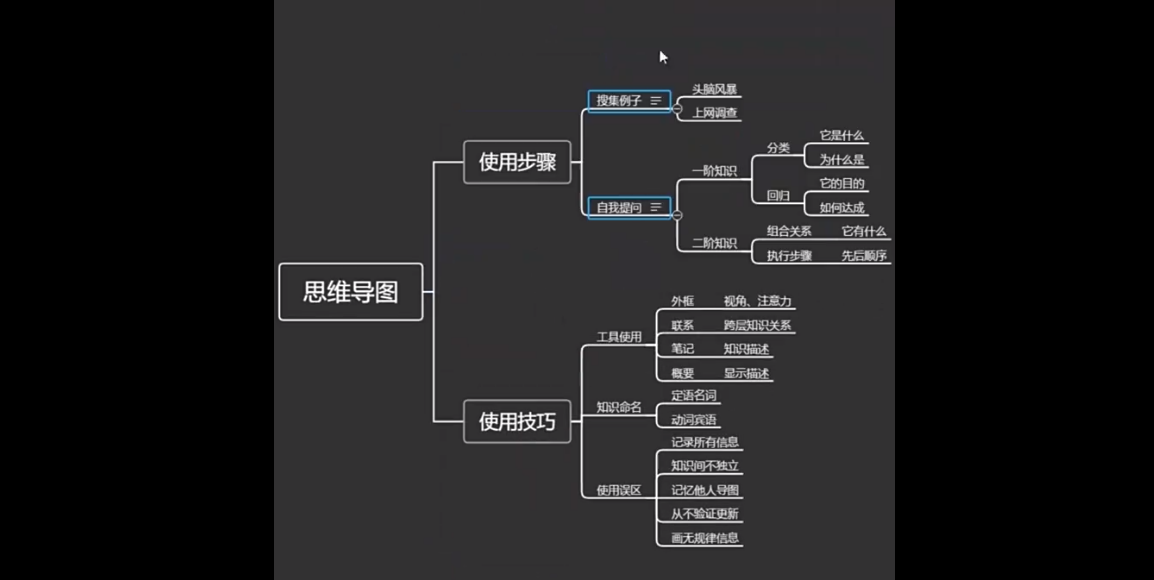 思维导图
使用步骤
搜集例子
头脑风暴
上网调查
自我提问
一阶知识
分类
它是什么
为什么是
回归
它的目的
如何达成
二阶知识
组合关系
它有什么
执行步骤
先后顺序
使用技巧
工具使用
外框
视角、注意力
联系
跨层知识关系
笔记
知识描述
概要
显示描述
知识命名
定语名词
动词宾语
使用误区
记录所有信息
知识间不独立
记忆他人导图
从不验证更新
画无规律信息